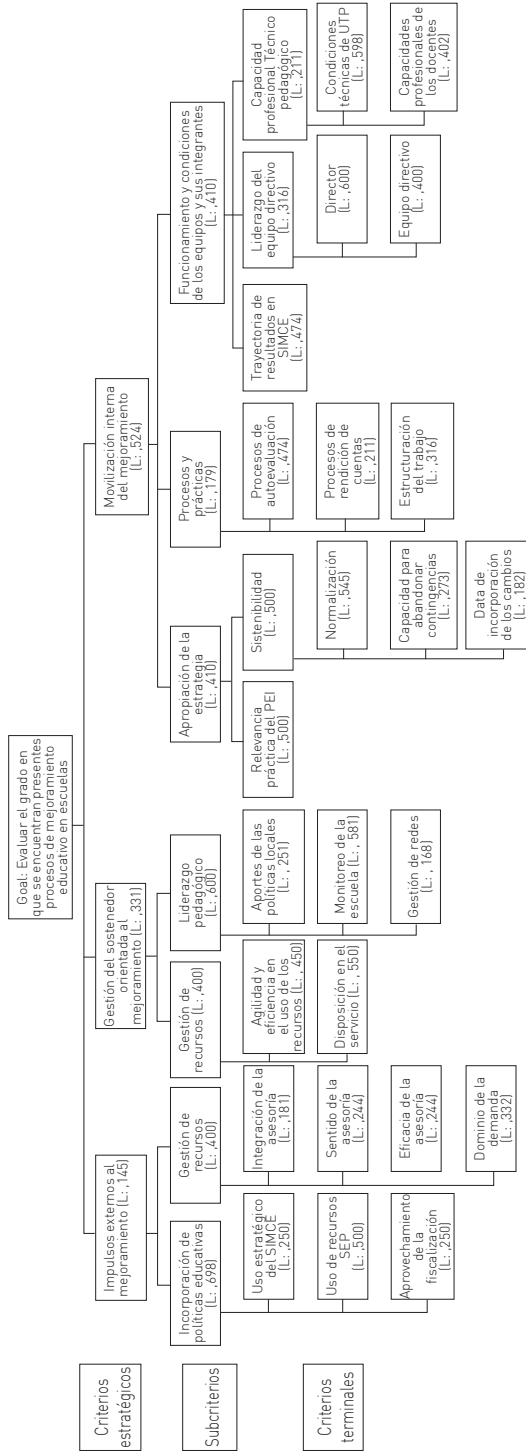 Goal: Evaluar el grado en
que se encuentran presentes
procesos de mejoramiento
educativo en escuelas
Criterios
estratégicos
Impulsos externos al
mejoramiento (L: ,145)
Gestión del sostenedor
orientada al
mejoramiento (L: ,331)
Movilización interna
del mejoramiento
(L: ,524)
Subcriterios
Incorporación de
políticas educativas
(L: ,698)
Gestión de
recursos
(L: ,400)
Gestión de
recursos (L: ,400)
Liderazgo
pedagógico
(L: ,600)
Apropiación de la
estrategia
(L: ,410)
Procesos y
prácticas
(L: ,179)
Funcionamiento y condiciones
de los equipos y sus integrantes
(L: ,410)
Criterios
terminales
Uso estratégico
del SIMCE
(L: ,250)
Uso de recursos
SEP
(L: ,500)
Aprovechamiento
de la
fiscalización
(L: ,250)
Integración de la
asesoría
(L: ,181)
Sentido de la
asesoría
(L: ,244)
Eficacia de la
asesoría
(L: ,244)
Dominio de la
demanda
(L: ,332)
Agilidad y
eficiencia en
el uso de los
recursos (L: , 450)
Disposición en el
servicio (L: , 550)
Aportes de las
políticas locales
(L: , 251)
Monitoreo de la
escuela (L: , 581)
Gestión de redes
(L: , 168)
Relevancia
práctica del PEI
(L: ,500)
Sistenibilidad
(L: ,500)
Normalización
(L: ,545)
Capacidad para
abandonar
contingencias
(L: ,273)
Data de
incorporación
de los cambios
(L: ,182)
Procesos de
autoevaluación
(L: ,474)
Procesos de
rendición de
cuentas
(L: ,211)
Estructuración
del trabajo
(L: ,316)
Trayectoria de
resultados en
SIMCE
(L: ,474)
Liderazgo del
equipo directivo
(L: ,316)
Director
(L: ,600)
Equipo directivo
(L: ,400)
Capacidad
profesional Técnico
pedagógico
(L: ,211)
Condiciones
técnicas de UTP
(L: ,598)
Capacidades
profesionales de
los docentes
(L: ,402)